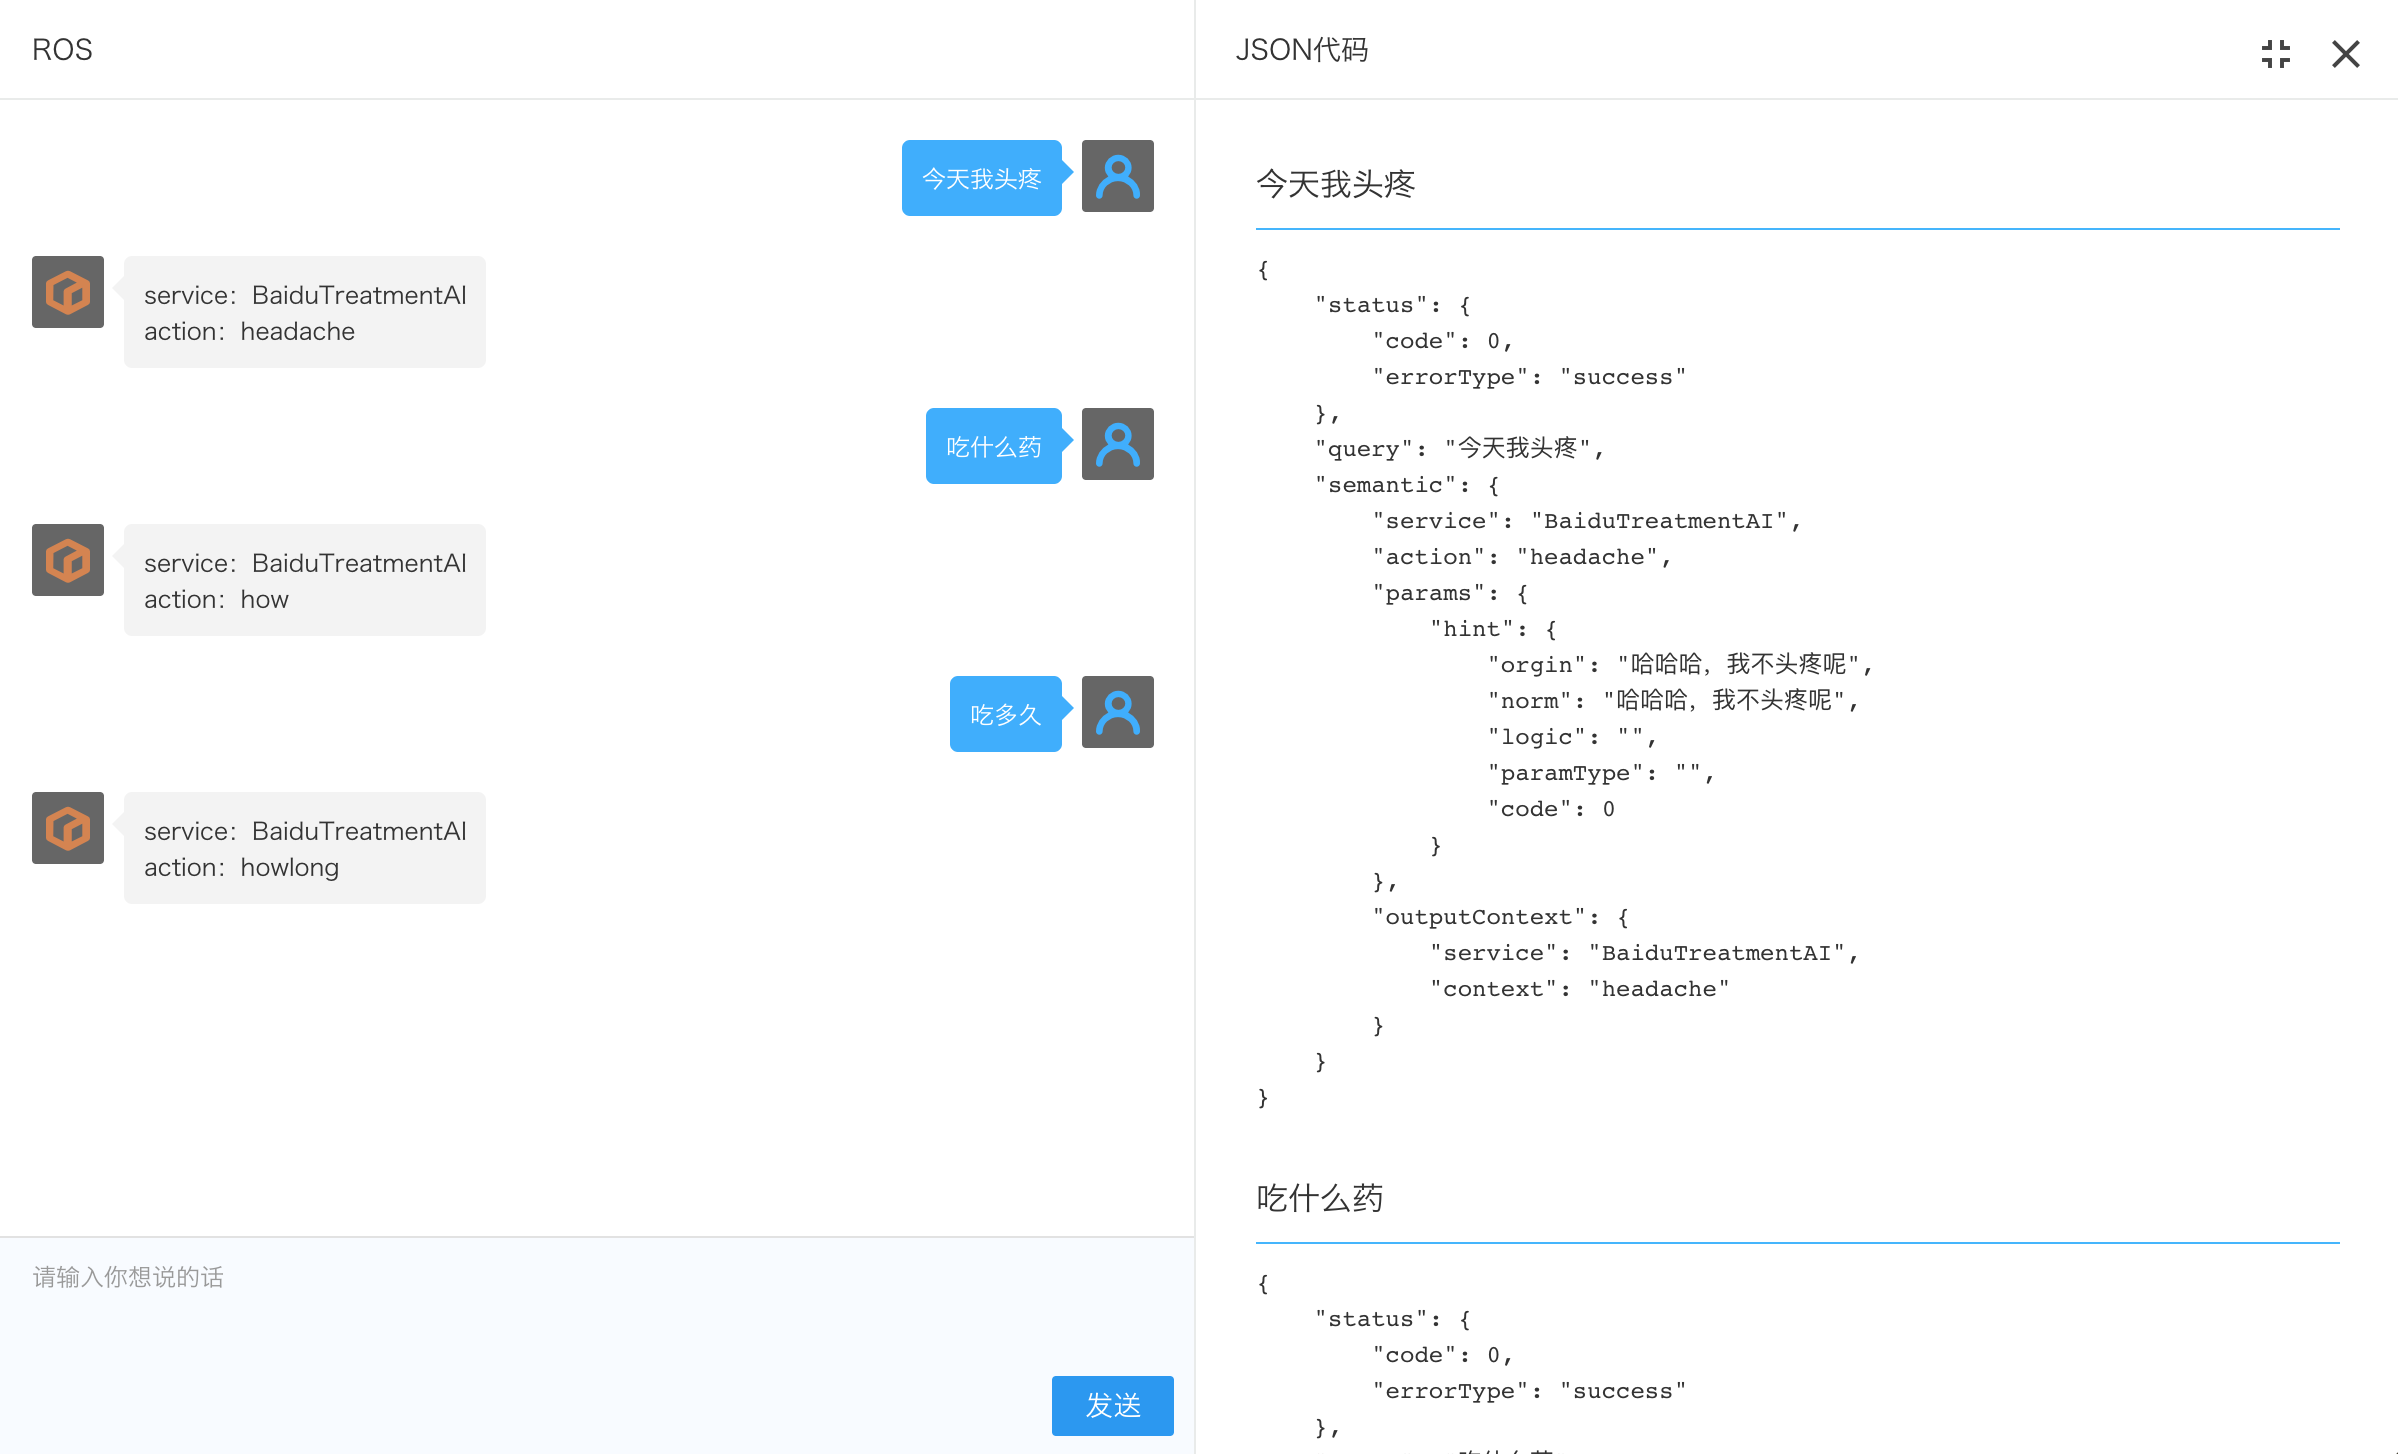 ROS
今天我头疼
service：BaiduTreatmentAI
action：headache
吃什么药
service：BaiduTreatmentAI
action：how
吃多久
service：BaiduTreatmentAI
action：howlong
请输入你想说的话
发送
JSON代码
今天我头疼
{
"status": {
"code": 0,
"errorType": "success"
},
"query": "今天我头疼",
"semantic": {
"service": "BaiduTreatmentAI",
"action": "headache",
"params": {
"hint": {
"orgin": "哈哈哈，我不头疼呢",
"norm": "哈哈哈，我不头疼呢",
"logic": "",
"paramType": "",
"code": 0
}
},
"outputContext": {
"service": "BaiduTreatmentAI",
"context": "headache"
}
}
}
吃什么药
{
"status": {
"code": 0,
"errorType": "success"
},